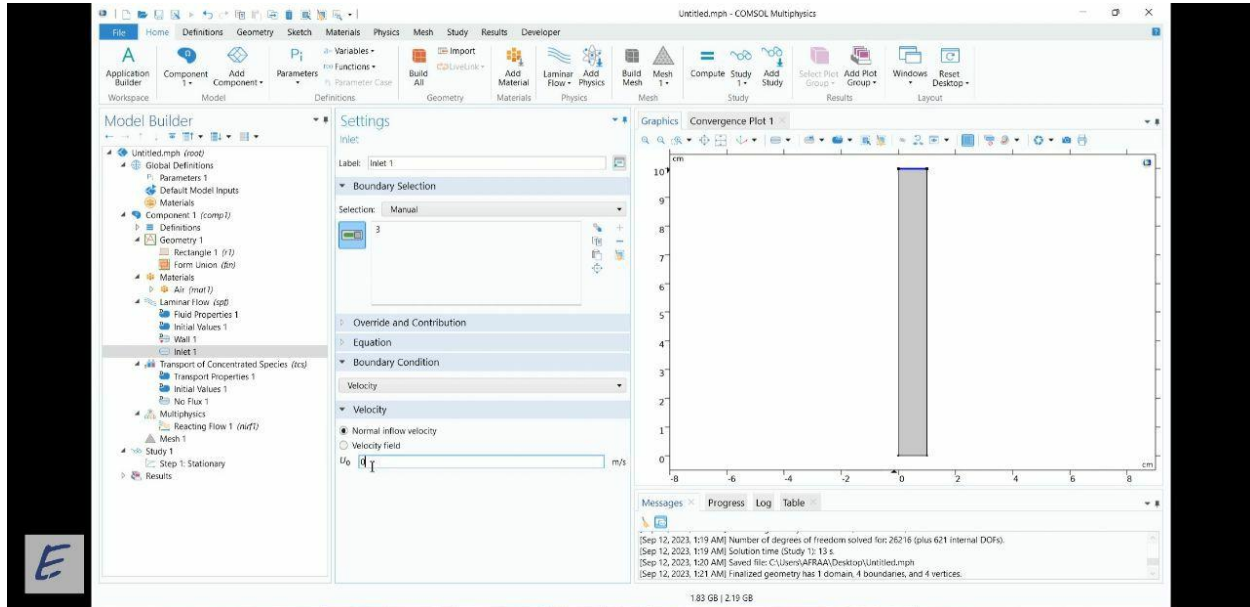 Untitled.mph - COMSOL Multiphysics
File Home Definitions Geometry Sketch Materials Physics Mesh Study Results Developer
Application Builder
Component 1
Add Component
Parameters
a= Variables
f(x) Functions
Pi Parameter Case
Build All
Import
LiveLink
Add Material
Laminar Flow
Add Physics
Build Mesh
Mesh 1
Compute
Study 1
Add Study
Select Plot Group
Add Plot Group
Windows
Reset Desktop
Workspace Model Definitions Geometry Materials Physics Mesh Study Results Layout
Model Builder
Untitled.mph (root)
Global Definitions
Pi Parameters 1
Default Model Inputs
Materials
Component 1 (comp1)
Definitions
Geometry 1
Rectangle 1 (r1)
Form Union (fin)
Materials
Air (mat1)
Laminar Flow (spf)
Fluid Properties 1
Initial Values 1
Wall 1
Inlet 1
Transport of Concentrated Species (tcs)
Transport Properties 1
Initial Values 1
No Flux 1
Multiphysics
Reacting Flow 1 (nirf1)
Mesh 1
Study 1
Step 1: Stationary
Results
Settings
Inlet
Label: Inlet 1
Boundary Selection
Selection: Manual
3
Override and Contribution
Equation
Boundary Condition
Velocity
Velocity
Normal inflow velocity
Velocity field
U0 0 m/s
Graphics Convergence Plot 1
cm
10
9
8
7
6
5
4
3
2
1
0
cm
-8 -6 -4 -2 0 2 4 6 8
Messages Progress Log Table
[Sep 12, 2023, 1:19 AM] Number of degrees of freedom solved for: 26216 (plus 621 internal DOFs).
[Sep 12, 2023, 1:19 AM] Solution time (Study 1): 13 s.
[Sep 12, 2023, 1:20 AM] Saved file: C:\Users\AFRAA\Desktop\Untitled.mph
[Sep 12, 2023, 1:21 AM] Finalized geometry has 1 domain, 4 boundaries, and 4 vertices.
1.83 GB | 2.19 GB
E